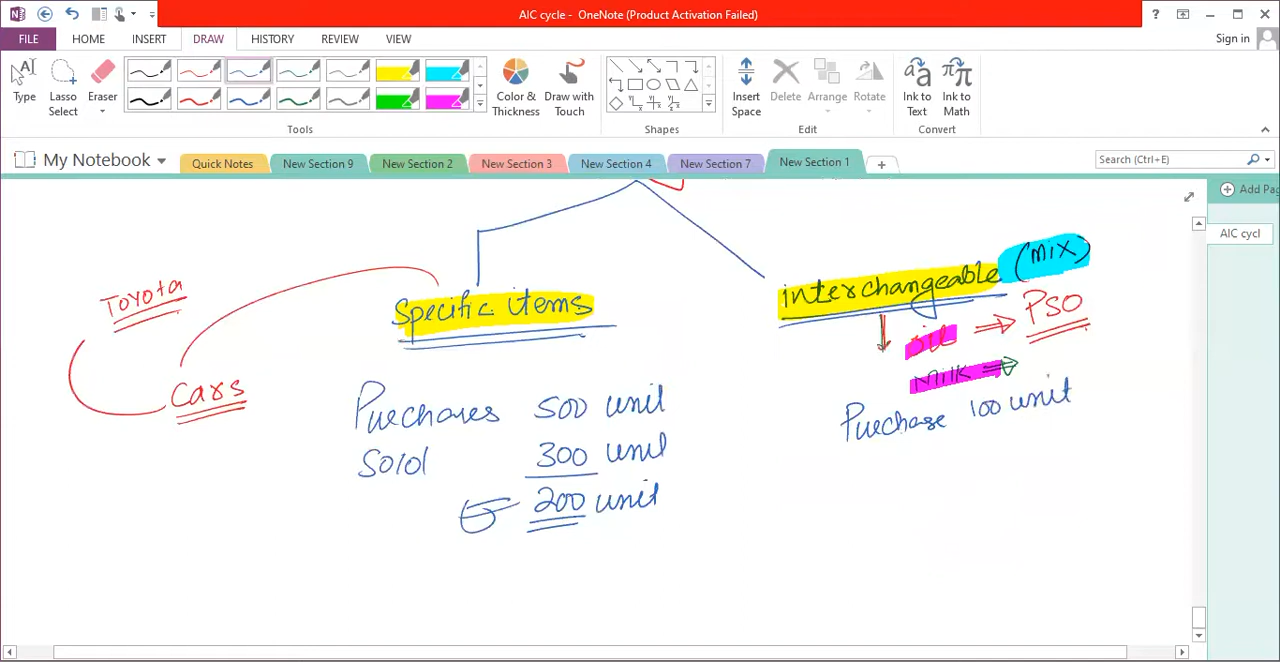 AIC cycle - OneNote (Product Activation Failed)
FILE HOME INSERT DRAW HISTORY REVIEW VIEW
Sign in
Type
Lasso Select
Eraser
Color & Thickness
Draw with Touch
Insert Space
Delete
Arrange
Rotate
Ink to Text
Ink to Math
Tools
Shapes
Edit
Convert
My Notebook
Quick Notes
New Section 9
New Section 2
New Section 3
New Section 4
New Section 7
New Section 1
Search (Ctrl+E)
Add Pag
AIC cycl
Toyota
Cars
Specific items
interchangeable (mix)
oil ⇒ PSO
Milk ⇒
Purchases 500 unit
Sold 300 unit
200 unit
Purchase 100 unit